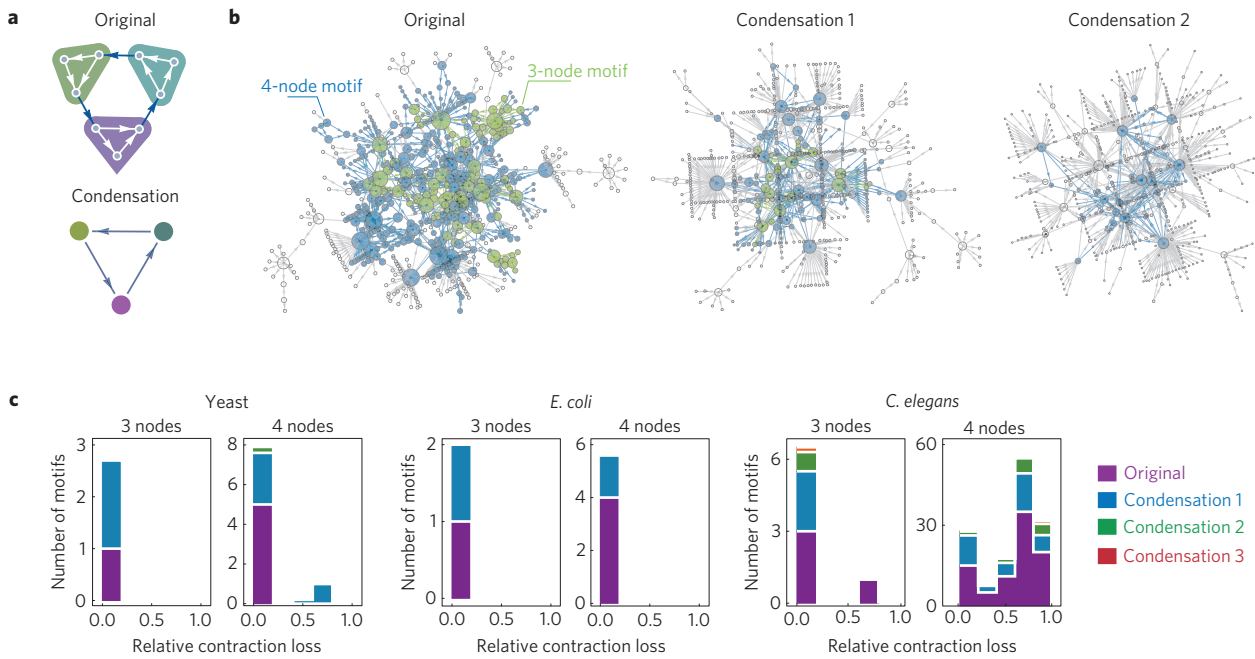 a
Original
Condensation
b
Original
Condensation 1
Condensation 2
4-node motif
3-node motif
c
Yeast
E. coli
C. elegans
3 nodes
4 nodes
3 nodes
4 nodes
3 nodes
4 nodes
Number of motifs
3
2
1
0
0.0 0.5 1.0
8
6
4
2
0
0.0 0.5 1.0
Relative contraction loss
Number of motifs
2
1
0
0.0 0.5 1.0
6
4
2
0
0.0 0.5 1.0
Relative contraction loss
Number of motifs
6
3
0
0.0 0.5 1.0
60
30
0
0.0 0.5 1.0
Relative contraction loss
Original
Condensation 1
Condensation 2
Condensation 3